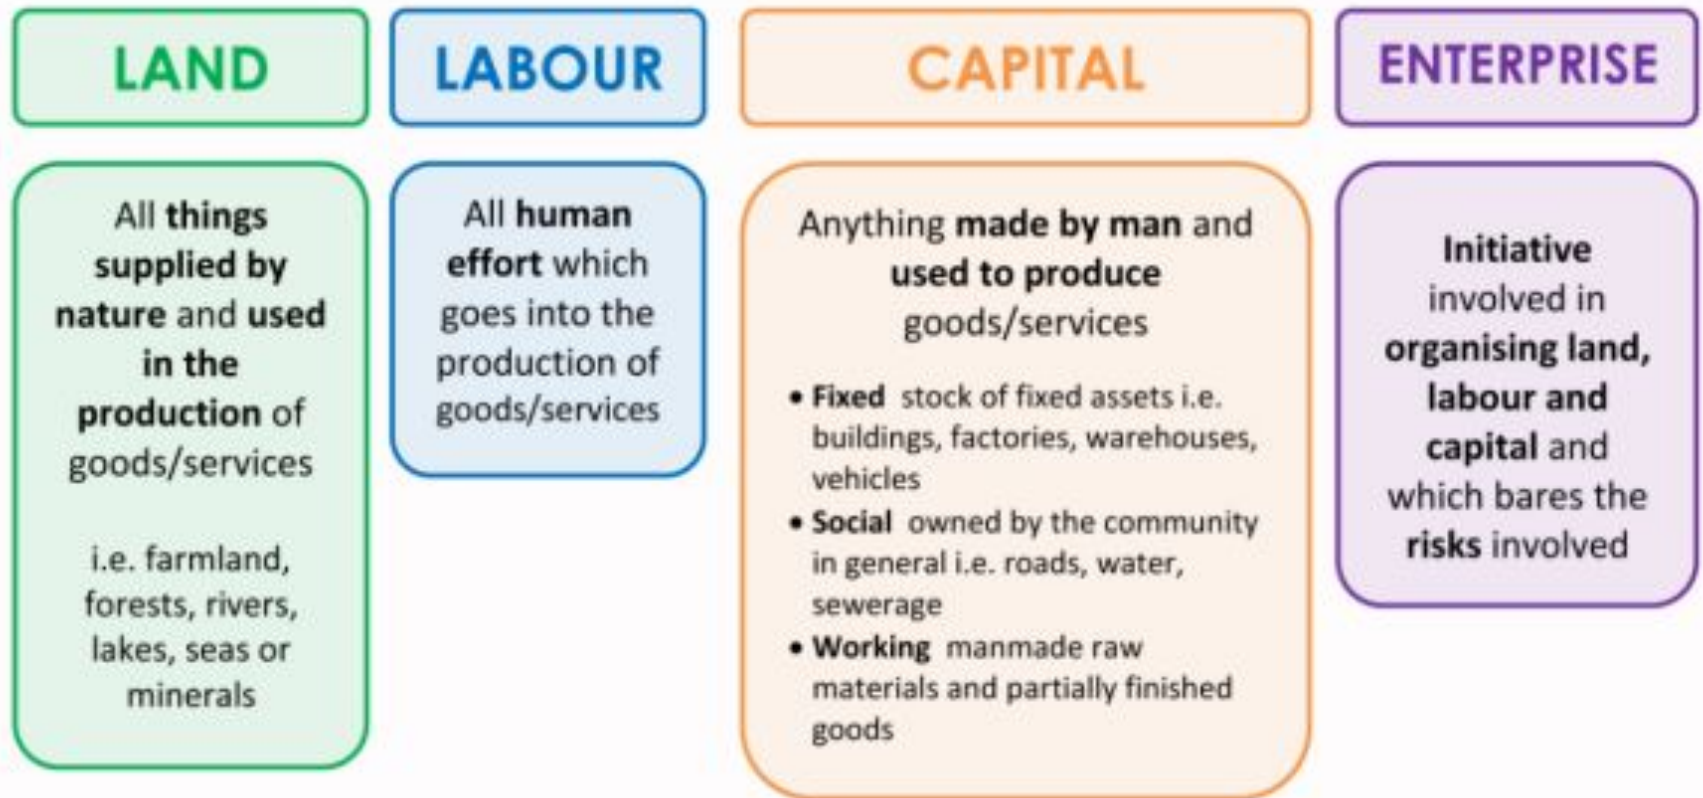 LAND
All things
supplied by
nature and used
in the
production of
goods/services
i.e. farmland,
forests, rivers,
lakes, seas or
minerals
LABOUR
All human
effort which
goes into the
production of
goods/services
CAPITAL
Anything made by man and
used to produce
goods/services
• Fixed stock of fixed assets i.e.
buildings, factories, warehouses,
vehicles
• Social owned by the community
in general i.e. roads, water,
sewerage
• Working manmade raw
materials and partially finished
goods
ENTERPRISE
Initiative
involved in
organising land,
labour and
capital and
which bares the
risks involved